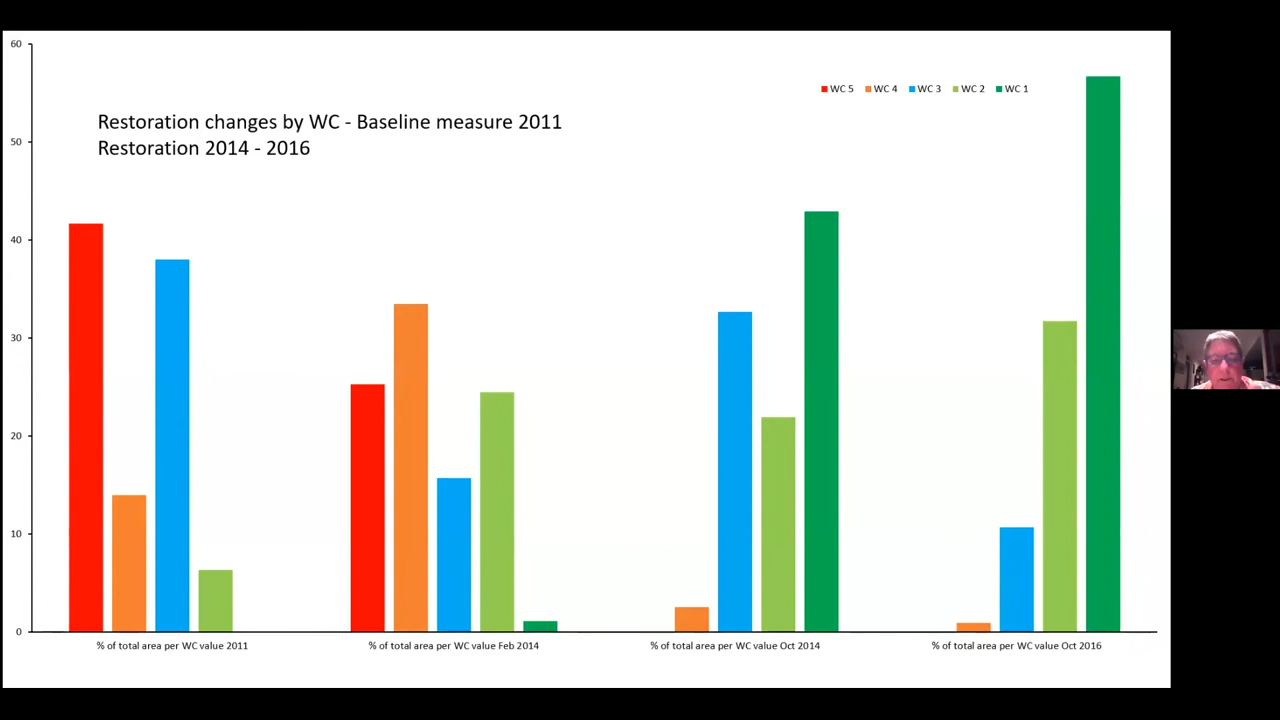 Restoration changes by WC - Baseline measure 2011
Restoration 2014 - 2016
WC 5 WC 4 WC 3 WC 2 WC 1
60
50
40
30
20
10
0
% of total area per WC value 2011
% of total area per WC value Feb 2014
% of total area per WC value Oct 2014
% of total area per WC value Oct 2016